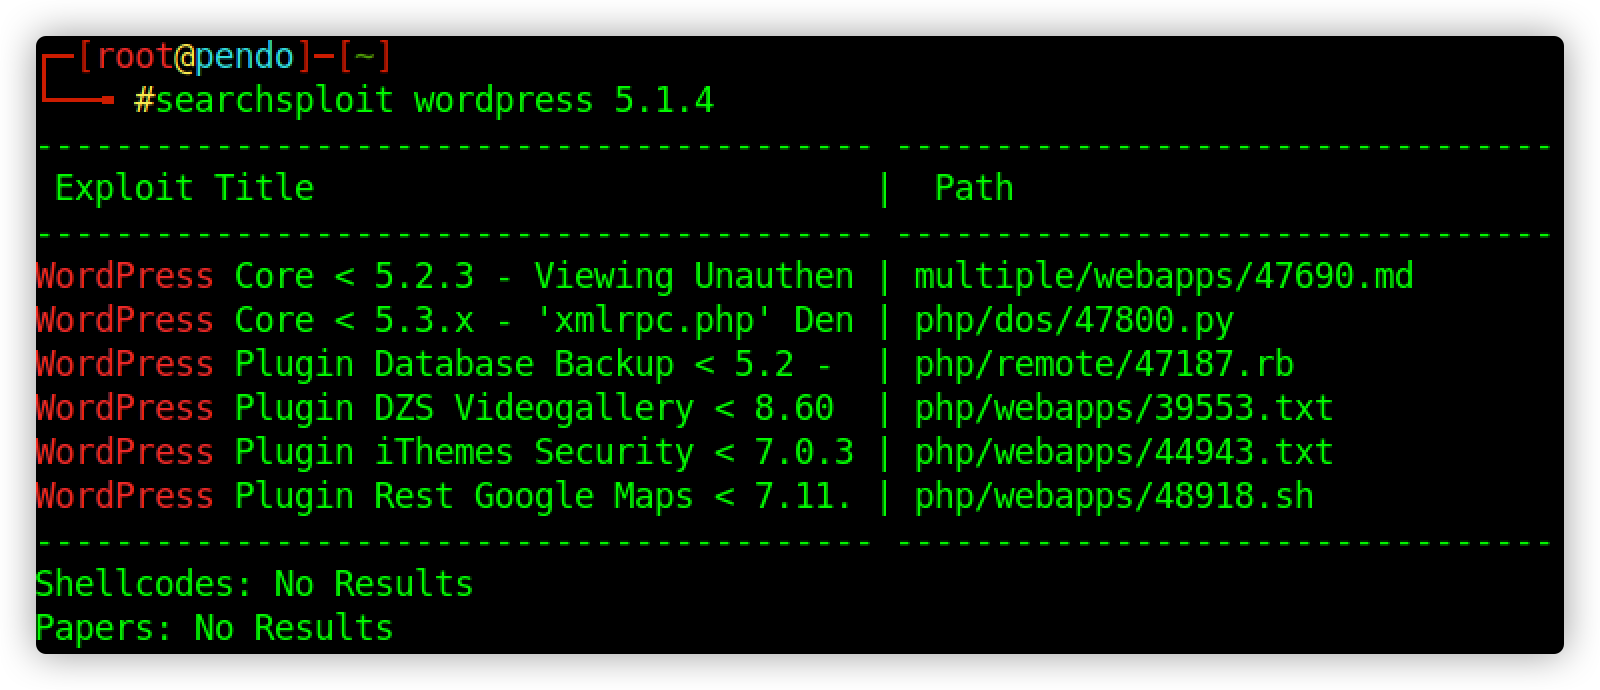 [root@pendo]-[~]
#searchsploit wordpress 5.1.4
------------------------------------------ ---------------------------------
Exploit Title | Path
------------------------------------------ ---------------------------------
WordPress Core < 5.2.3 - Viewing Unauthen | multiple/webapps/47690.md
WordPress Core < 5.3.x - 'xmlrpc.php' Den | php/dos/47800.py
WordPress Plugin Database Backup < 5.2 - | php/remote/47187.rb
WordPress Plugin DZS Videogallery < 8.60 | php/webapps/39553.txt
WordPress Plugin iThemes Security < 7.0.3 | php/webapps/44943.txt
WordPress Plugin Rest Google Maps < 7.11. | php/webapps/48918.sh
------------------------------------------ ---------------------------------
Shellcodes: No Results
Papers: No Results